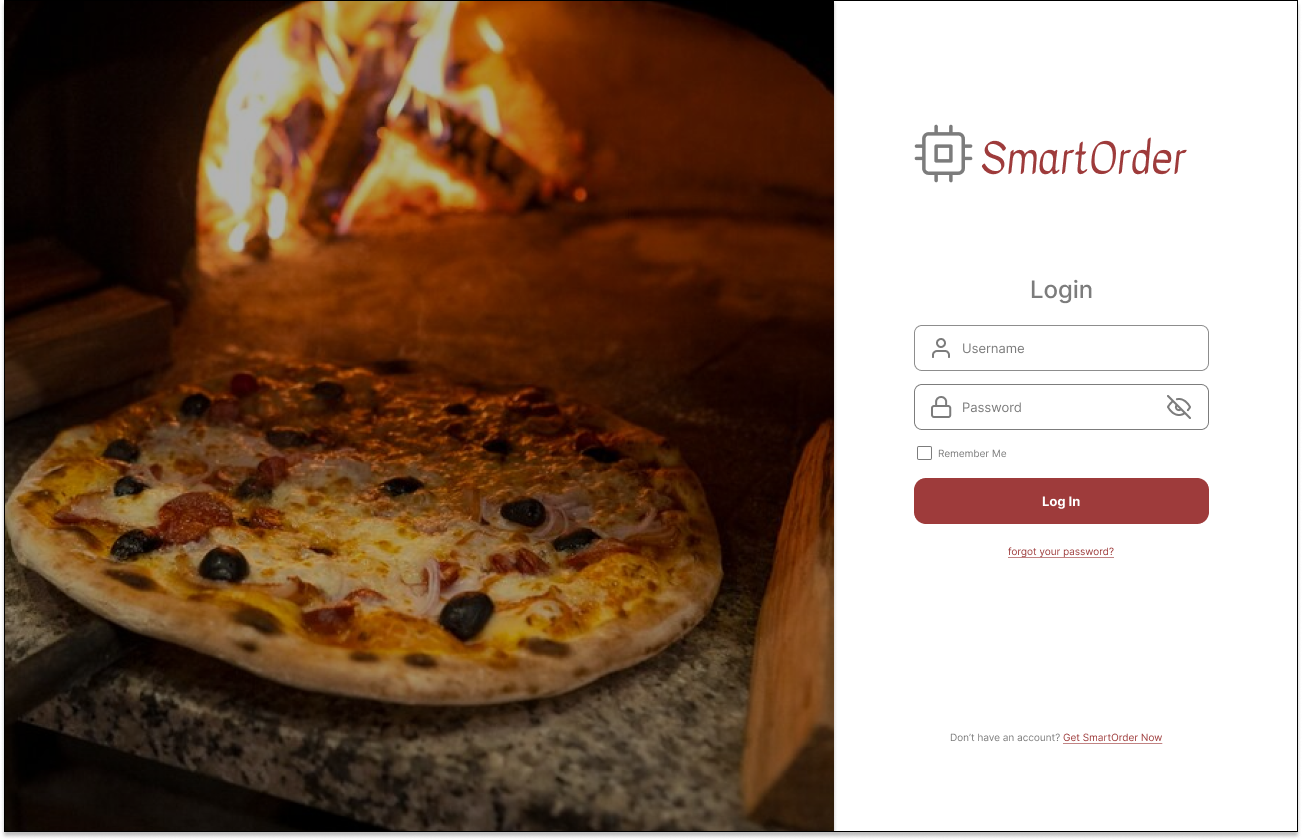 SmartOrder
Login
Username
Password
Remember Me
Log In
forgot your password?
Don't have an account? Get SmartOrder Now